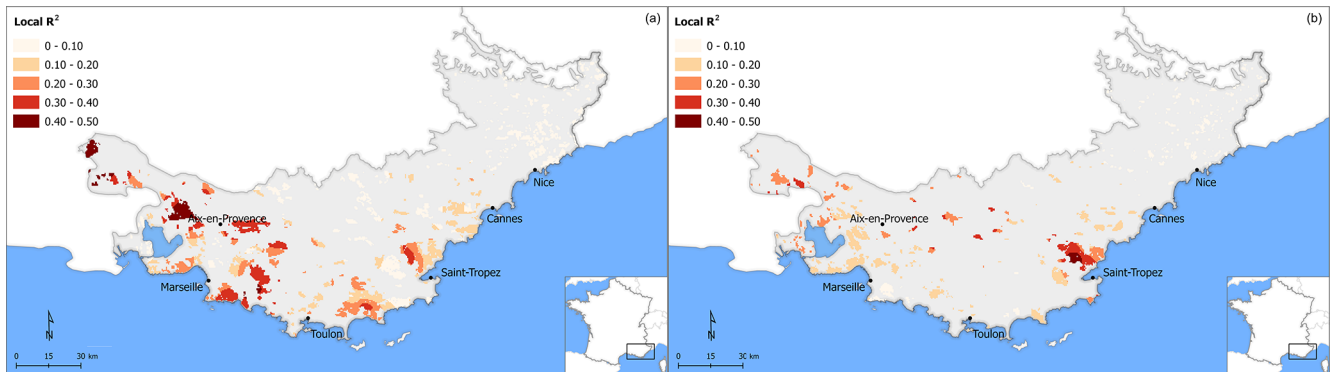 Local R²
(a)
0 - 0.10
0.10 - 0.20
0.20 - 0.30
0.30 - 0.40
0.40 - 0.50
Nice
Cannes
Aix-en-Provence
Saint-Tropez
Marseille
Toulon
N
0 15 30 km
Local R²
(b)
0 - 0.10
0.10 - 0.20
0.20 - 0.30
0.30 - 0.40
0.40 - 0.50
Nice
Cannes
Aix-en-Provence
Saint-Tropez
Marseille
Toulon
N
0 15 30 km